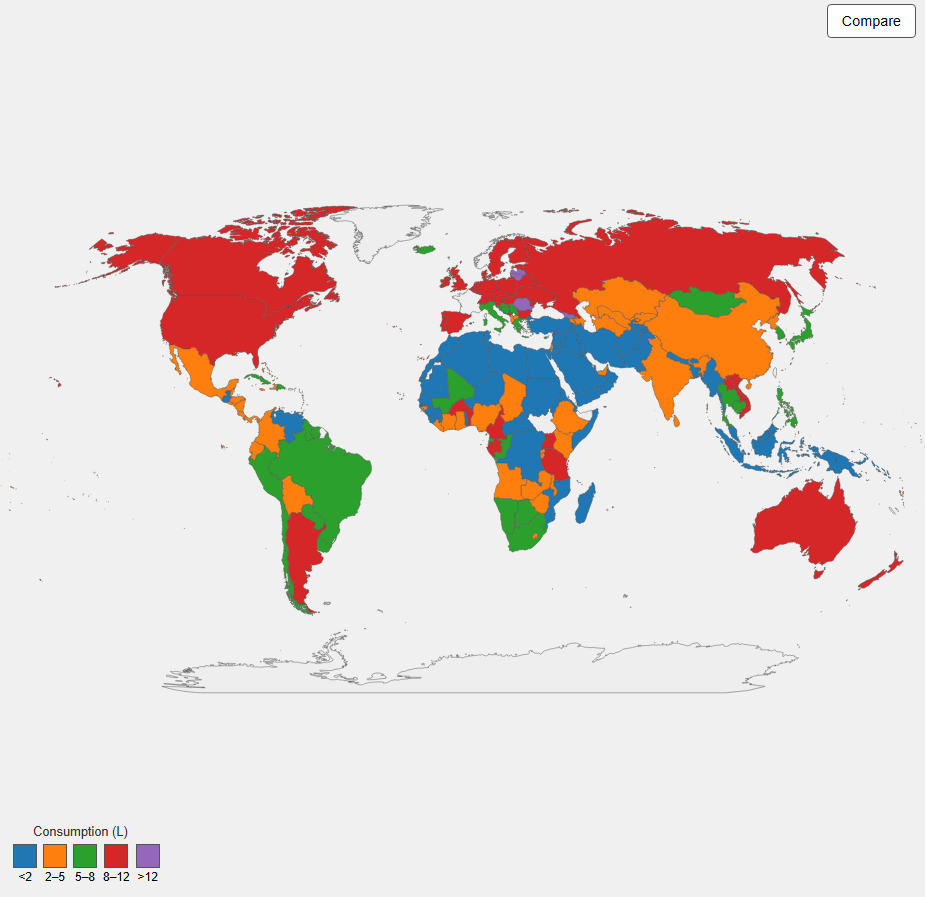 Compare
Consumption (L)
<2 2–5 5–8 8–12 >12